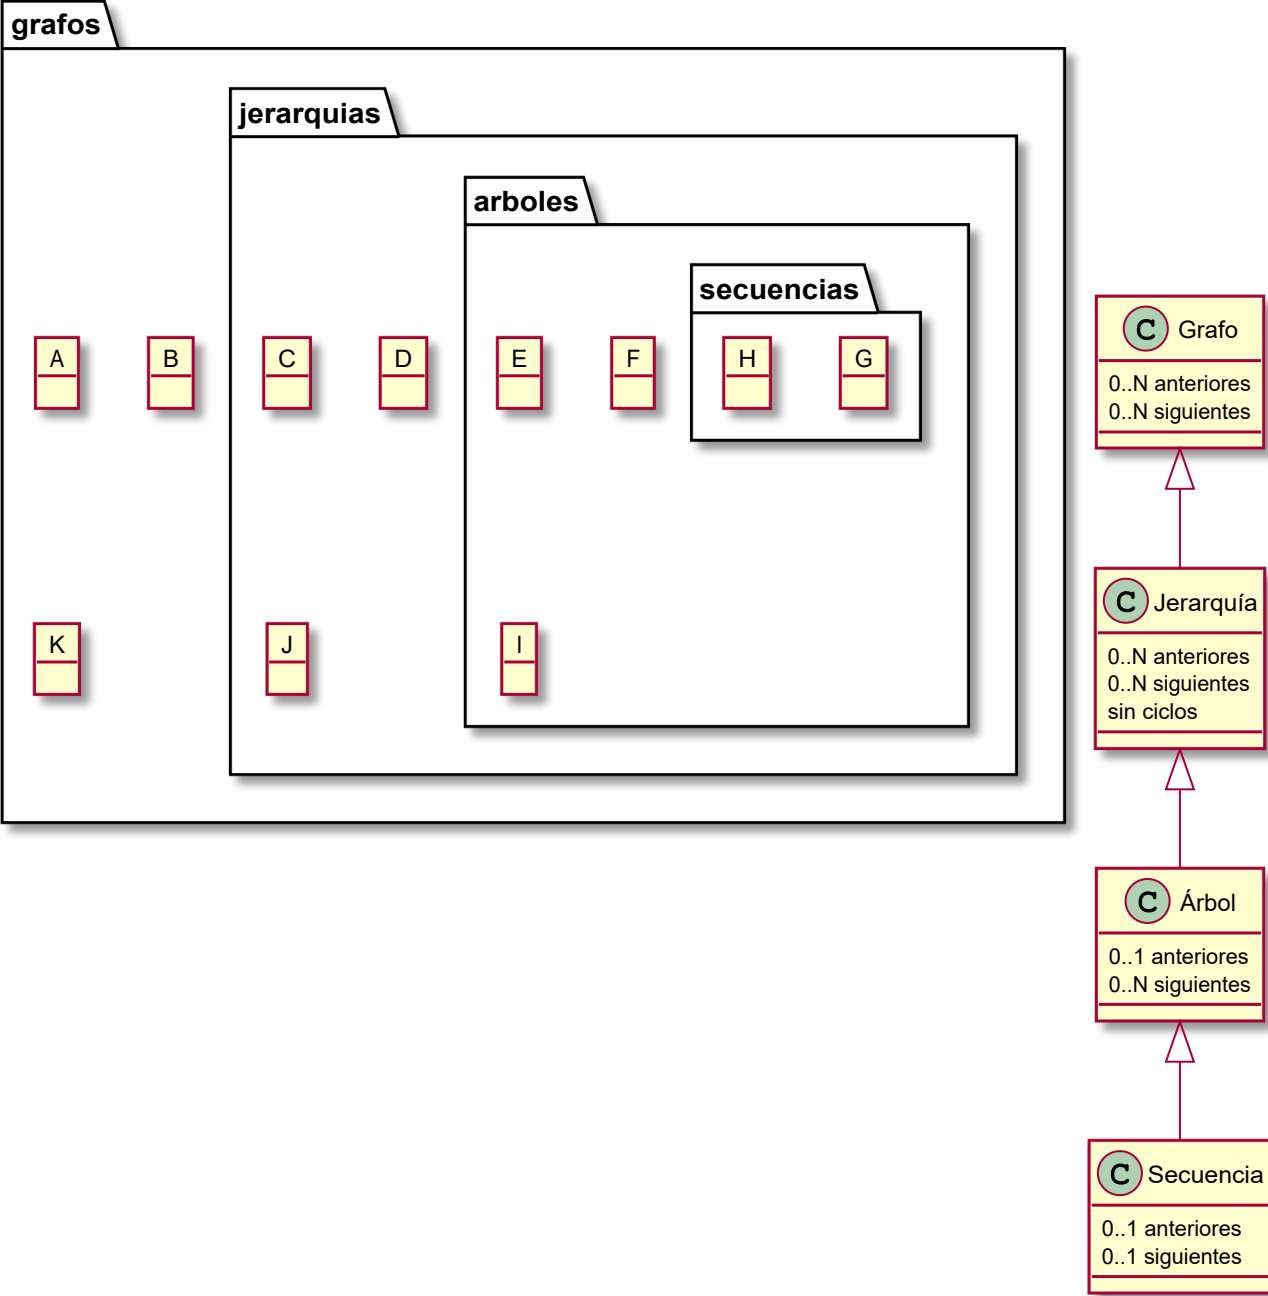 grafos
jerarquias
arboles
secuencias
A B C D E F H G
K J I
C Grafo
0..N anteriores
0..N siguientes
C Jerarquía
0..N anteriores
0..N siguientes
sin ciclos
C Árbol
0..1 anteriores
0..N siguientes
C Secuencia
0..1 anteriores
0..1 siguientes